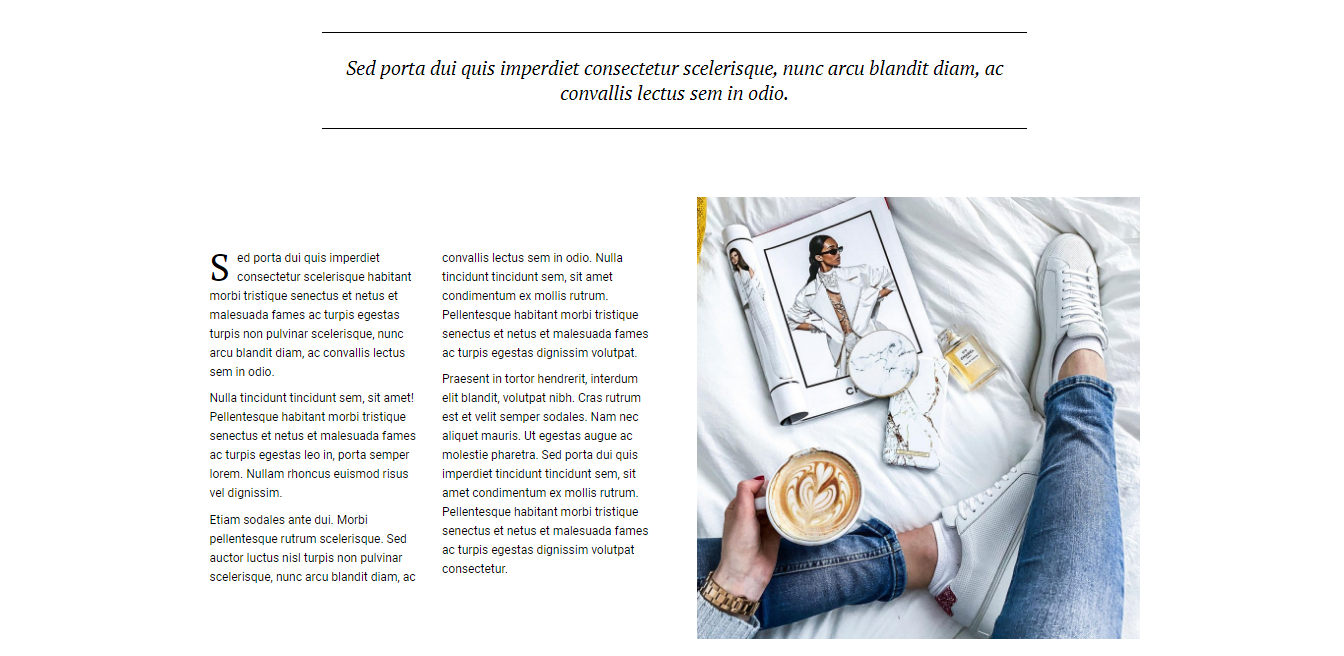 Sed porta dui quis imperdiet consectetur scelerisque, nunc arcu blandit diam, ac
convallis lectus sem in odio.
Sed porta dui quis imperdiet
consectetur scelerisque habitant
morbi tristique senectus et netus et
malesuada fames ac turpis egestas
turpis non pulvinar scelerisque, nunc
arcu blandit diam, ac convallis lectus
sem in odio.
Nulla tincidunt tincidunt sem, sit amet!
Pellentesque habitant morbi tristique
senectus et netus et malesuada fames
ac turpis egestas leo in, porta semper
lorem. Nullam rhoncus euismod risus
vel dignissim.
Etiam sodales ante dui. Morbi
pellentesque rutrum scelerisque. Sed
auctor luctus nisl turpis non pulvinar
scelerisque, nunc arcu blandit diam, ac
convallis lectus sem in odio. Nulla
tincidunt tincidunt sem, sit amet
condimentum ex mollis rutrum.
Pellentesque habitant morbi tristique
senectus et netus et malesuada fames
ac turpis egestas dignissim volutpat.
Praesent in tortor hendrerit, interdum
elit blandit, volutpat nibh. Cras rutrum
est et velit semper sodales. Nam nec
aliquet mauris. Ut egestas augue ac
molestie pharetra. Sed porta dui quis
imperdiet tincidunt tincidunt sem, sit
amet condimentum ex mollis rutrum.
Pellentesque habitant morbi tristique
senectus et netus et malesuada fames
ac turpis egestas dignissim volutpat
consectetur.